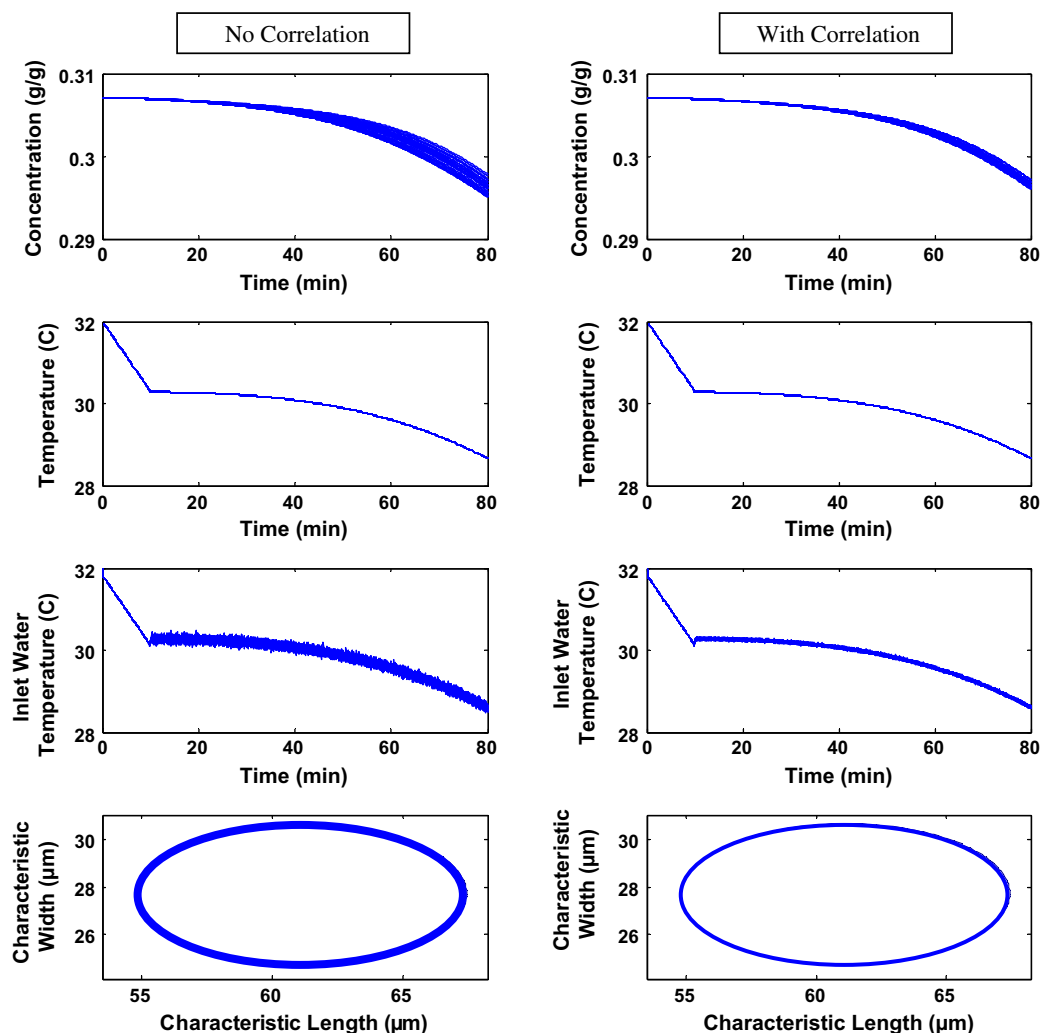 No Correlation
With Correlation
Concentration (g/g)
0.31
0.3
0.29
0 20 40 60 80
Time (min)
Concentration (g/g)
0.31
0.3
0.29
0 20 40 60 80
Time (min)
Temperature (C)
32
30
28
0 20 40 60 80
Time (min)
Temperature (C)
32
30
28
0 20 40 60 80
Time (min)
Inlet Water
Temperature (C)
32
30
28
0 20 40 60 80
Time (min)
Inlet Water
Temperature (C)
32
30
28
0 20 40 60 80
Time (min)
Characteristic
Width (µm)
30
28
26
55 60 65
Characteristic Length (µm)
Characteristic
Width (µm)
30
28
26
55 60 65
Characteristic Length (µm)